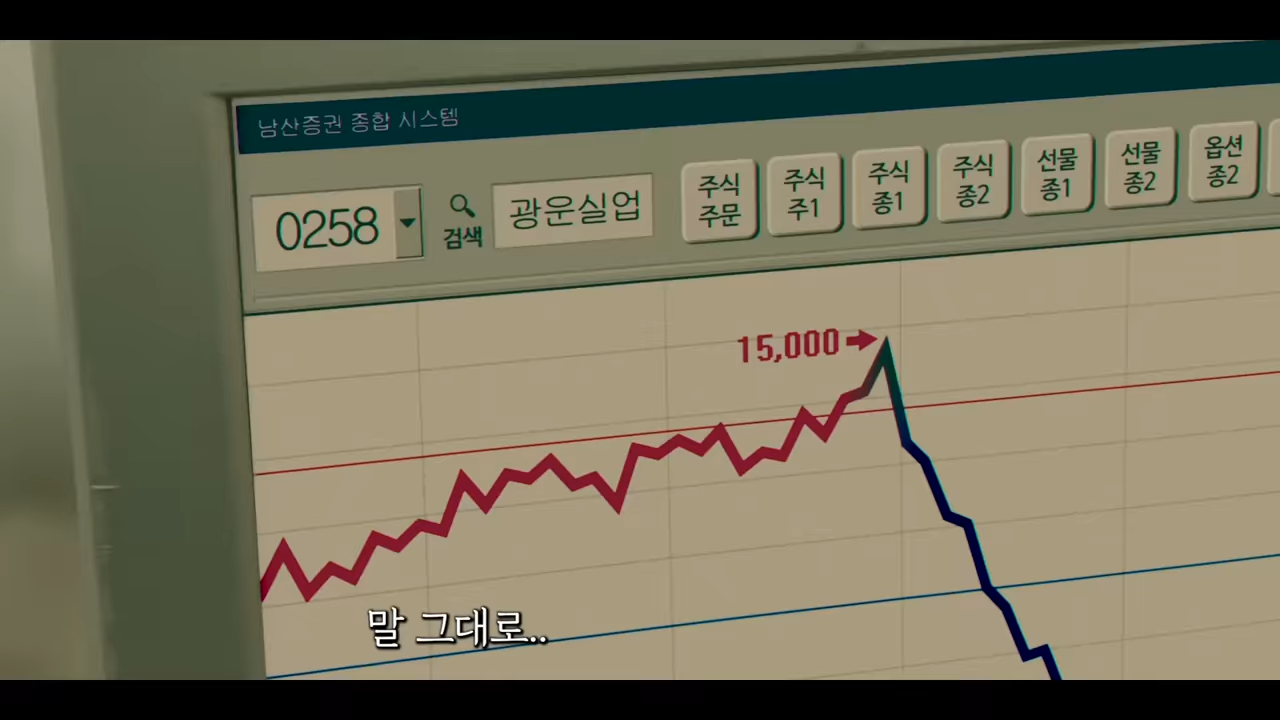 남산증권 종합 시스템
0258
검색
광운실업
주식
주문
주식
주1
주식
종1
주식
종2
선물
종1
선물
종2
옵션
종2
15,000
말 그대로..